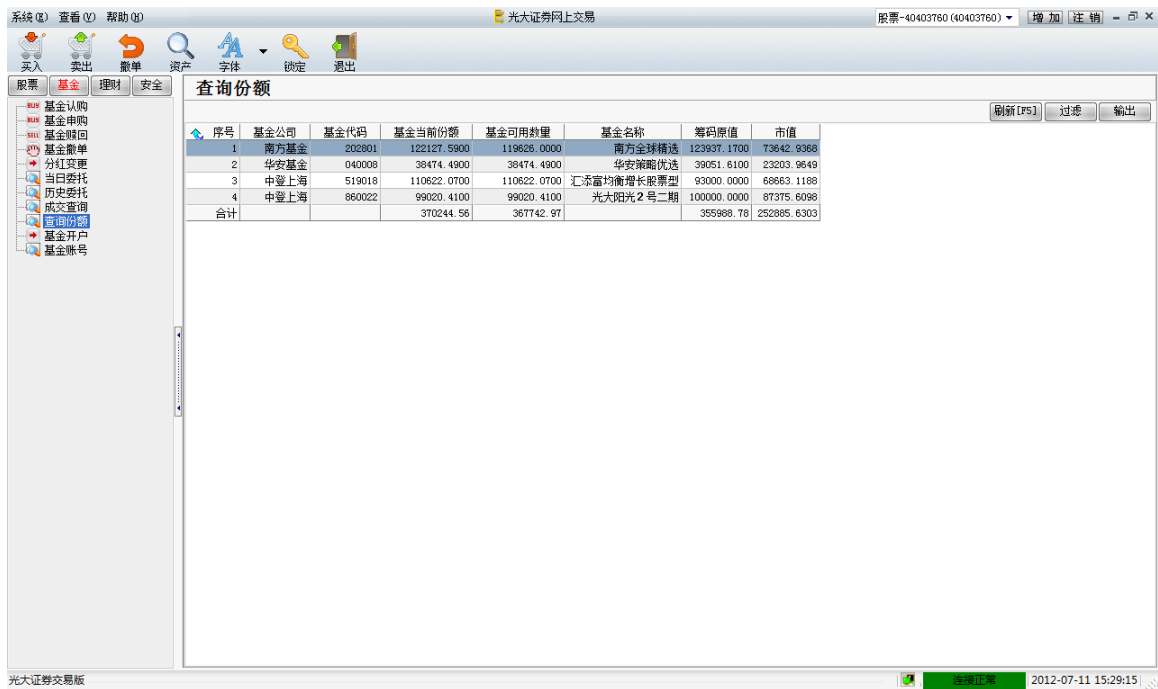 系统(X) 查看(V) 帮助(H) 光大证券网上交易 股票-40403760(40403760) 增 加 注 销
买入 卖出 撤单 资产 字体 锁定 退出
股票 基金 理财 安全 查询份额
刷新[F5] 过滤 输出
BUY 基金认购
BUY 基金申购
SELL 基金赎回
基金撤单
分红变更
当日委托
历史委托
成交查询
查询份额
基金开户
基金账号
序号 基金公司 基金代码 基金当前份额 基金可用数量 基金名称 筹码原值 市值
1 南方基金 202801 122127.5900 119626.0000 南方全球精选 123937.1700 73642.9368
2 华安基金 040008 38474.4900 38474.4900 华安策略优选 39051.6100 23203.9649
3 中登上海 519018 110622.0700 110622.0700 汇添富均衡增长股票型 93000.0000 68663.1188
4 中登上海 860022 99020.4100 99020.4100 光大阳光2号二期 100000.0000 87375.6098
合计 370244.56 367742.97 355988.78 252885.6303
光大证券交易版 连接正常 2012-07-11 15:29:15